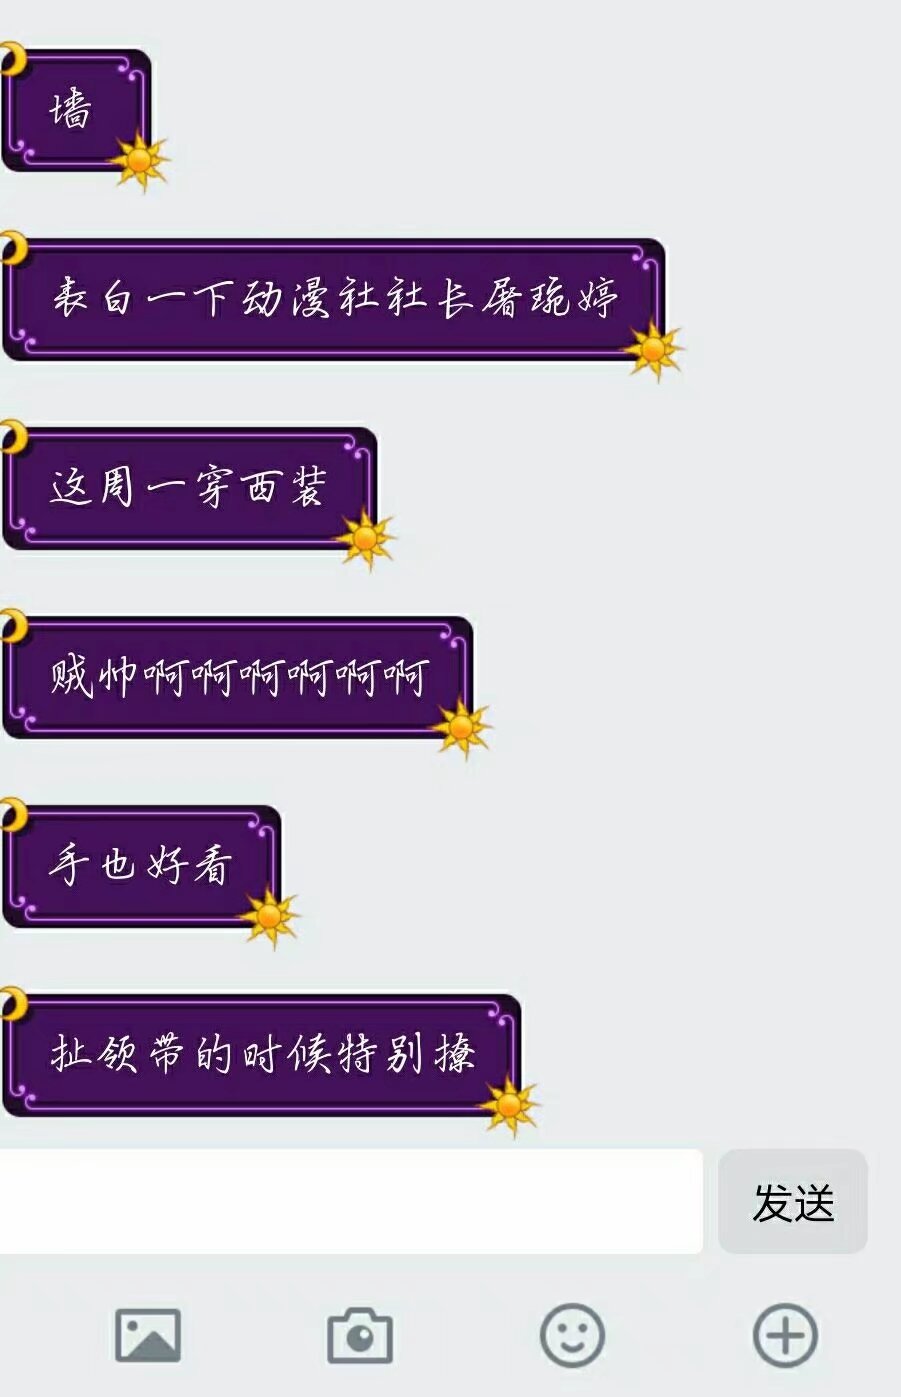 墙
表白一下动漫社社长屠琬婷
这周一穿西装
贼帅啊啊啊啊啊啊
手也好看
扯领带的时候特别撩
发送